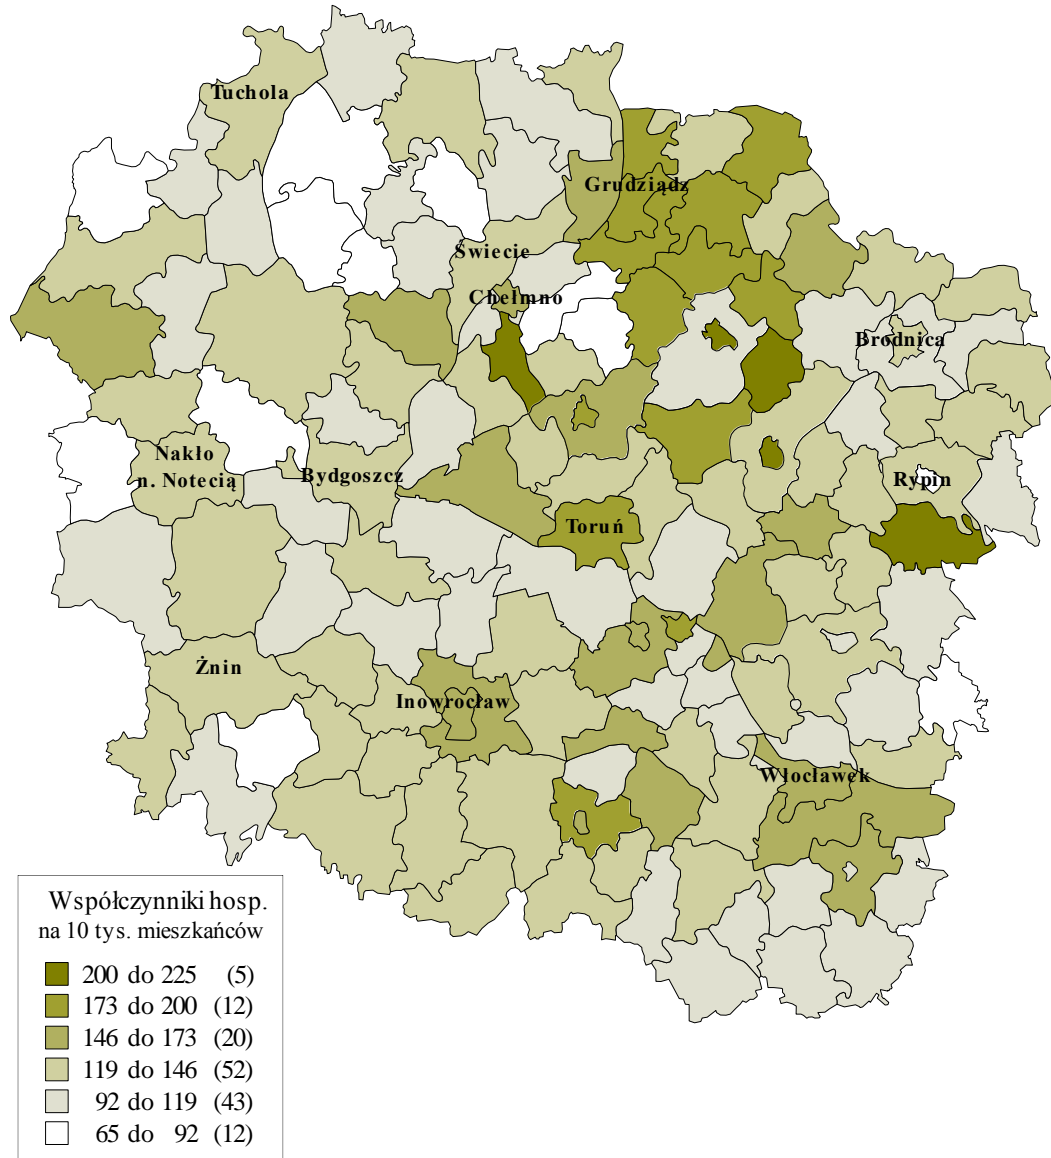 Tuchola
Grudziądz
Świecie
Chełmno
Brodnica
Nakło
n. Notecią
Bydgoszcz
Rypin
Toruń
Żnin
Inowrocław
Włocławek
Współczynniki hosp.
na 10 tys. mieszkańców
200 do 225 (5)
173 do 200 (12)
146 do 173 (20)
119 do 146 (52)
92 do 119 (43)
65 do 92 (12)